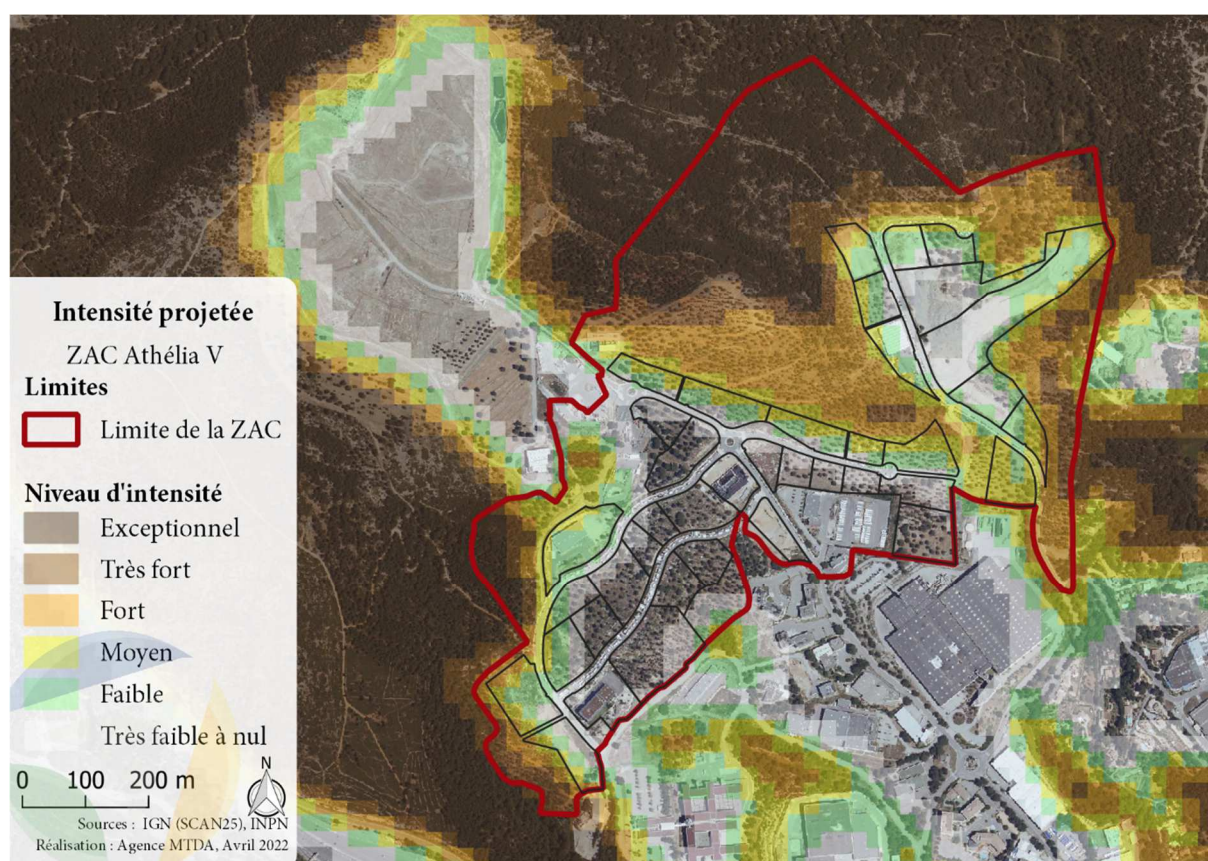 Intensité projetée
ZAC Athélia V
Limites
Limite de la ZAC
Niveau d'intensité
Exceptionnel
Très fort
Fort
Moyen
Faible
Très faible à nul
0 100 200 m
N
Sources : IGN (SCAN25), INPN
Réalisation : Agence MTDA, Avril 2022